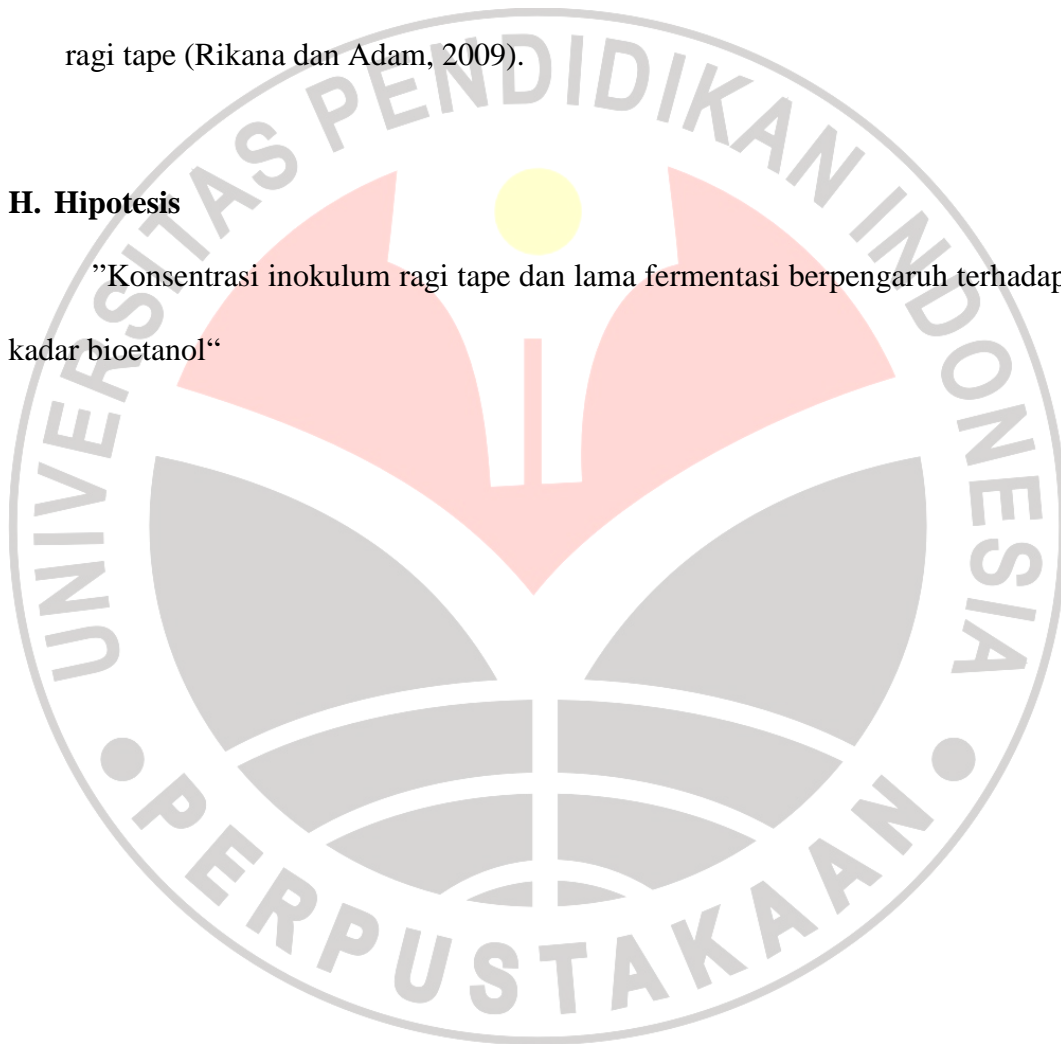 ragi tape (Rikana dan Adam, 2009).
H. Hipotesis
”Konsentrasi inokulum ragi tape dan lama fermentasi berpengaruh terhadap
kadar bioetanol“
UNIVERSITAS PENDIDIKAN INDONESIA
PERPUSTAKAAN